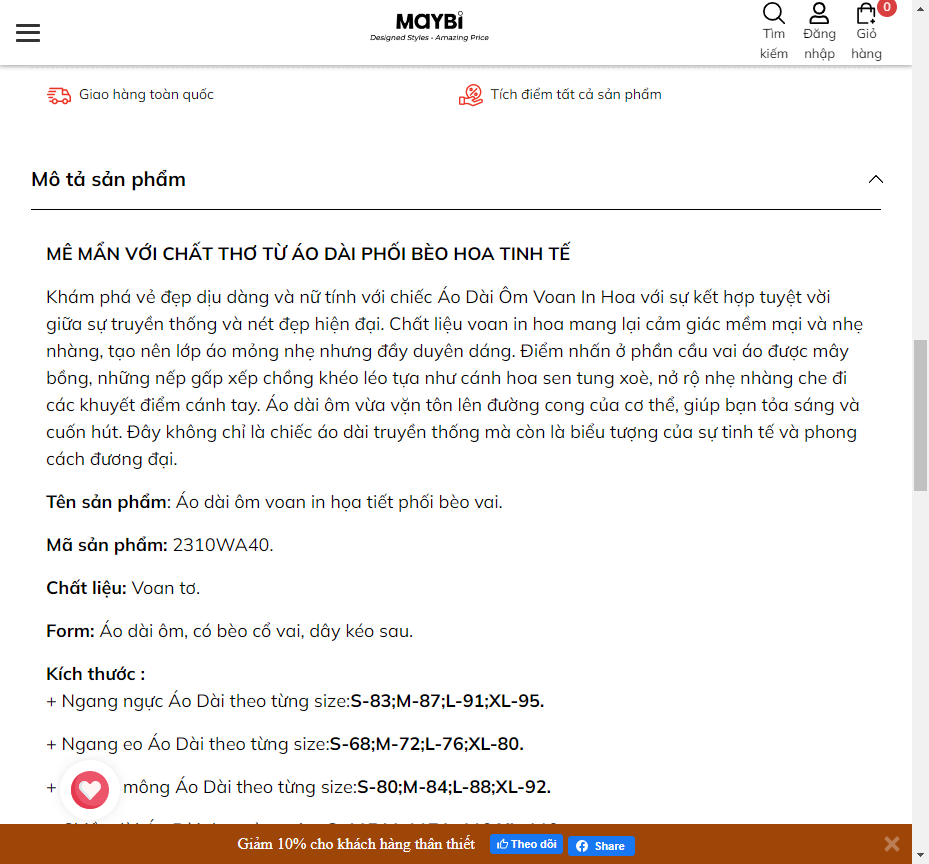 MAYBi
Designed Styles - Amazing Price
Tìm kiếm
Đăng nhập
Giỏ hàng
0
Giao hàng toàn quốc
Tích điểm tất cả sản phẩm
Mô tả sản phẩm
MÊ MẨN VỚI CHẤT THƠ TỪ ÁO DÀI PHỐI BÈO HOA TINH TẾ
Khám phá vẻ đẹp dịu dàng và nữ tính với chiếc Áo Dài Ôm Voan In Hoa với sự kết hợp tuyệt vời
giữa sự truyền thống và nét đẹp hiện đại. Chất liệu voan in hoa mang lại cảm giác mềm mại và nhẹ
nhàng, tạo nên lớp áo mỏng nhẹ nhưng đầy duyên dáng. Điểm nhấn ở phần cầu vai áo được mây
bồng, những nếp gấp xếp chồng khéo léo tựa như cánh hoa sen tung xoè, nở rộ nhẹ nhàng che đi
các khuyết điểm cánh tay. Áo dài ôm vừa vặn tôn lên đường cong của cơ thể, giúp bạn tỏa sáng và
cuốn hút. Đây không chỉ là chiếc áo dài truyền thống mà còn là biểu tượng của sự tinh tế và phong
cách đương đại.
Tên sản phẩm: Áo dài ôm voan in họa tiết phối bèo vai.
Mã sản phẩm: 2310WA40.
Chất liệu: Voan tơ.
Form: Áo dài ôm, có bèo cổ vai, dây kéo sau.
Kích thước :
+ Ngang ngực Áo Dài theo từng size:S-83;M-87;L-91;XL-95.
+ Ngang eo Áo Dài theo từng size:S-68;M-72;L-76;XL-80.
+ mông Áo Dài theo từng size:S-80;M-84;L-88;XL-92.
Giảm 10% cho khách hàng thân thiết
Theo dõi
Share